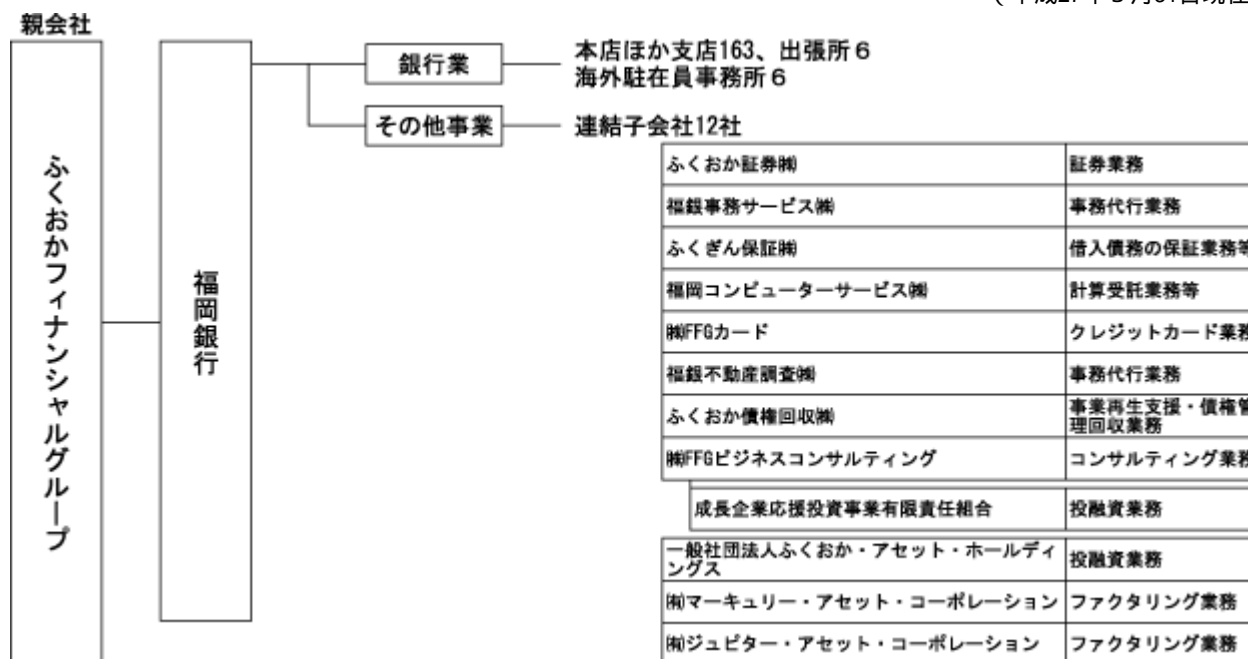 親会社
ふくおかフィナンシャルグループ
福岡銀行
銀行業
本店ほか支店163、出張所6
海外駐在員事務所6
その他事業
連結子会社12社
ふくおか証券㈱
証券業務
福銀事務サービス㈱
事務代行業務
ふくぎん保証㈱
借入債務の保証業務等
福岡コンピューターサービス㈱
計算受託業務等
㈱FFGカード
クレジットカード業務
福銀不動産調査㈱
事務代行業務
ふくおか債権回収㈱
事業再生支援・債権管
理回収業務
㈱FFGビジネスコンサルティング
コンサルティング業務
成長企業応援投資事業有限責任組合
投融資業務
一般社団法人ふくおか・アセット・ホールディ
ングス
投融資業務
㈲マーキュリー・アセット・コーポレーション
ファクタリング業務
㈲ジュピター・アセット・コーポレーション
ファクタリング業務